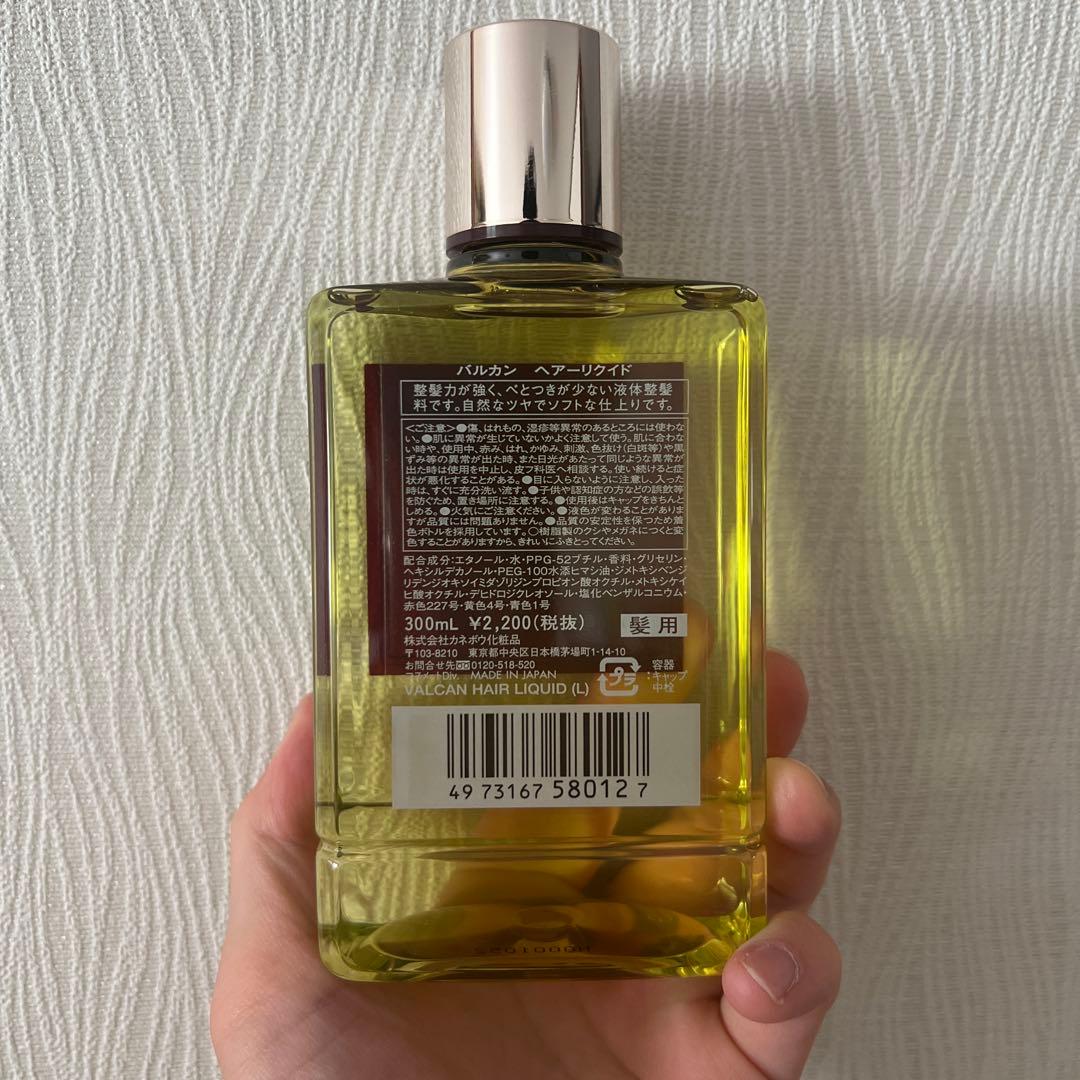 バルカン　ヘアーリクイド
整髪力が強く、べとつきが少ない液体整髪
料です。自然なツヤでソフトな仕上りです。
<ご注意>●傷、はれもの、湿疹等異常のあるところには使わな
い。●肌に異常が生じていないかよく注意して使う。肌に合わな
い時や、使用中、赤み、はれ、かゆみ、刺激、色抜け(白斑等)や黒
ずみ等の異常が出た時、また日光があたって同じような異常が
出た時は使用を中止し、皮フ科医へ相談する。使い続けると症
状が悪化することがある。●目に入らないように注意し、入った
時は、すぐに充分洗い流す。●子供や認知症の方などの誤飲等
を防ぐため、置き場所に注意する。●使用後はキャップをきちんと
しめる。●火気にご注意ください。●液色が変わることがありま
すが品質には問題ありません。●品質の安定性を保つため着
色ボトルを採用しています。○樹脂製のクシやメガネにつくと変
色することがありますから、きれいにふきとってください。
配合成分:エタノール・水・PPG-52ブチル・香料・グリセリン・
ヘキシルデカノール・PEG-100水添ヒマシ油・ジメトキシベンジ
リデンジオキソイミダゾリジンプロピオン酸オクチル・メトキシケイ
ヒ酸オクチル・デヒドロジクレオソール・塩化ベンザルコニウム・
赤色227号・黄色4号・青色1号
300mL ¥2,200(税抜) 髪用
株式会社カネボウ化粧品
〒103-8210 東京都中央区日本橋茅場町1-14-10
お問合せ先 0120-518-520
コスメットDiv. MADE IN JAPAN
VALCAN HAIR LIQUID (L)
プラ
容器
:キャップ
中栓
49 73167 58012 7